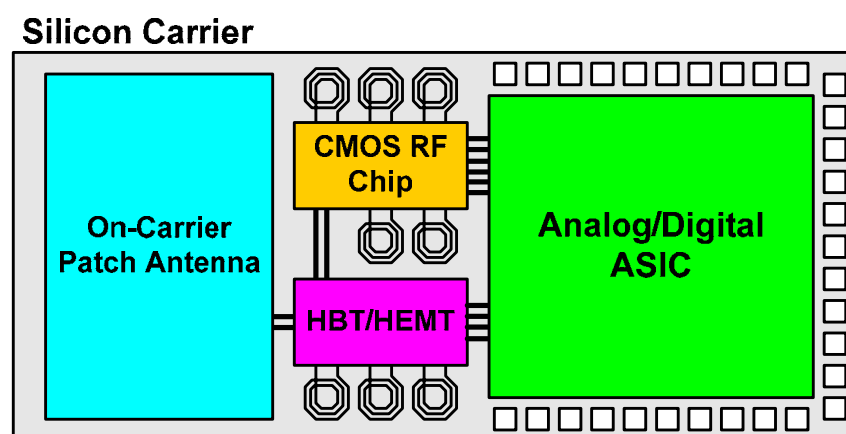 Silicon Carrier
On-Carrier
Patch Antenna
CMOS RF
Chip
HBT/HEMT
Analog/Digital
ASIC